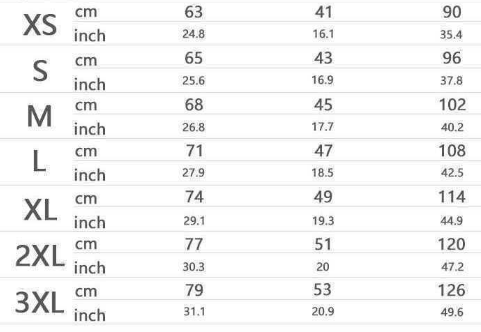 XS cm 63 41 90
inch 24.8 16.1 35.4
S cm 65 43 96
inch 25.6 16.9 37.8
M cm 68 45 102
inch 26.8 17.7 40.2
L cm 71 47 108
inch 27.9 18.5 42.5
XL cm 74 49 114
inch 29.1 19.3 44.9
2XL cm 77 51 120
inch 30.3 20 47.2
3XL cm 79 53 126
inch 31.1 20.9 49.6